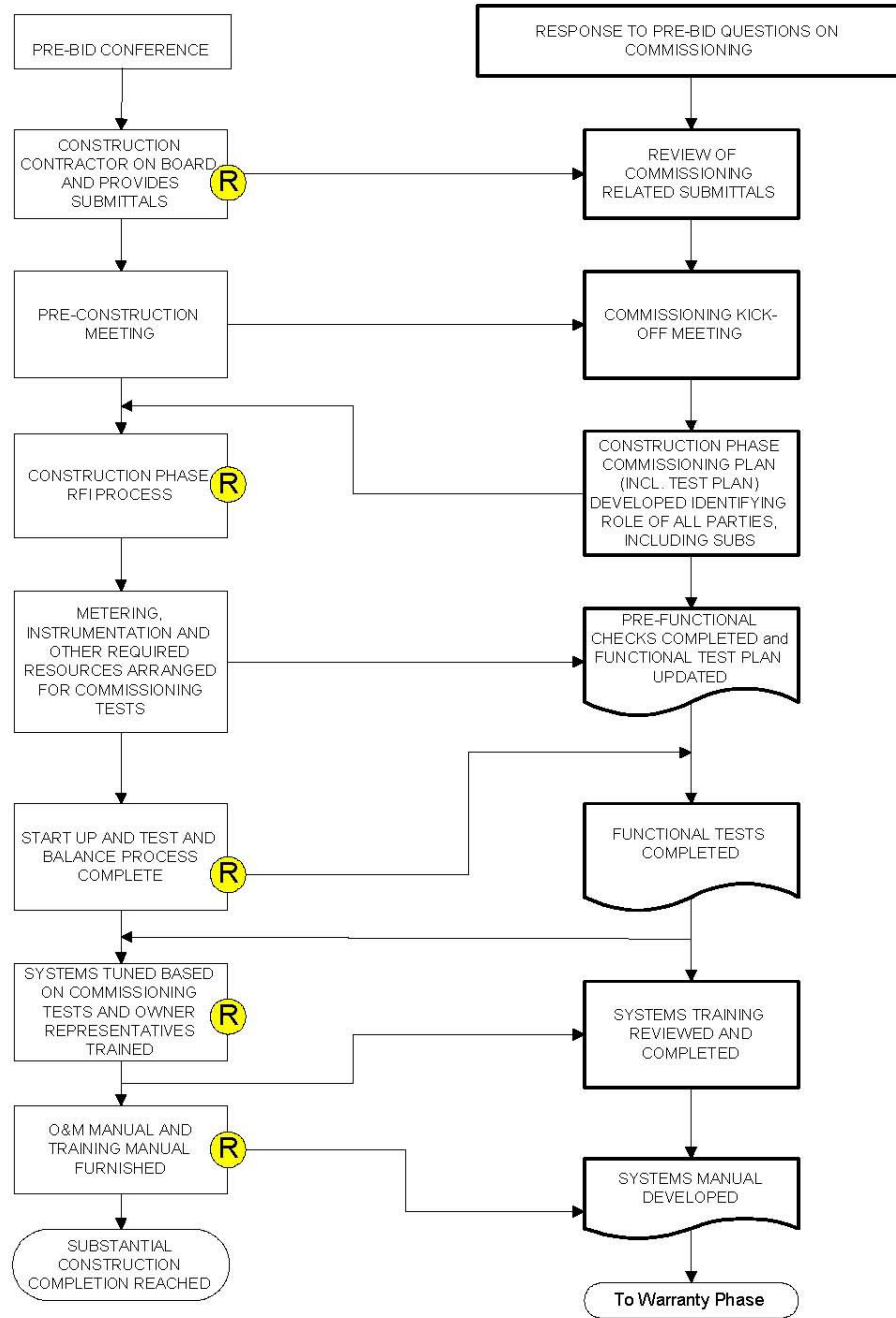 PRE-BID CONFERENCE
RESPONSE TO PRE-BID QUESTIONS ON
COMMISSIONING
CONSTRUCTION
CONTRACTOR ON BOARD
AND PROVIDES
SUBMITTALS
R
REVIEW OF
COMMISSIONING
RELATED SUBMITTALS
PRE-CONSTRUCTION
MEETING
COMMISSIONING KICK-
OFF MEETING
CONSTRUCTION PHASE
RFI PROCESS
R
CONSTRUCTION PHASE
COMMISSIONING PLAN
(INCL. TEST PLAN)
DEVELOPED IDENTIFYING
ROLE OF ALL PARTIES,
INCLUDING SUBS
METERING,
INSTRUMENTATION AND
OTHER REQUIRED
RESOURCES ARRANGED
FOR COMMISSIONING
TESTS
PRE-FUNCTIONAL
CHECKS COMPLETED and
FUNCTIONAL TEST PLAN
UPDATED
START UP AND TEST AND
BALANCE PROCESS
COMPLETE
R
FUNCTIONAL TESTS
COMPLETED
SYSTEMS TUNED BASED
ON COMMISSIONING
TESTS AND OWNER
REPRESENTATIVES
TRAINED
R
SYSTEMS TRAINING
REVIEWED AND
COMPLETED
O&M MANUAL AND
TRAINING MANUAL
FURNISHED
R
SYSTEMS MANUAL
DEVELOPED
SUBSTANTIAL
CONSTRUCTION
COMPLETION REACHED
To Warranty Phase